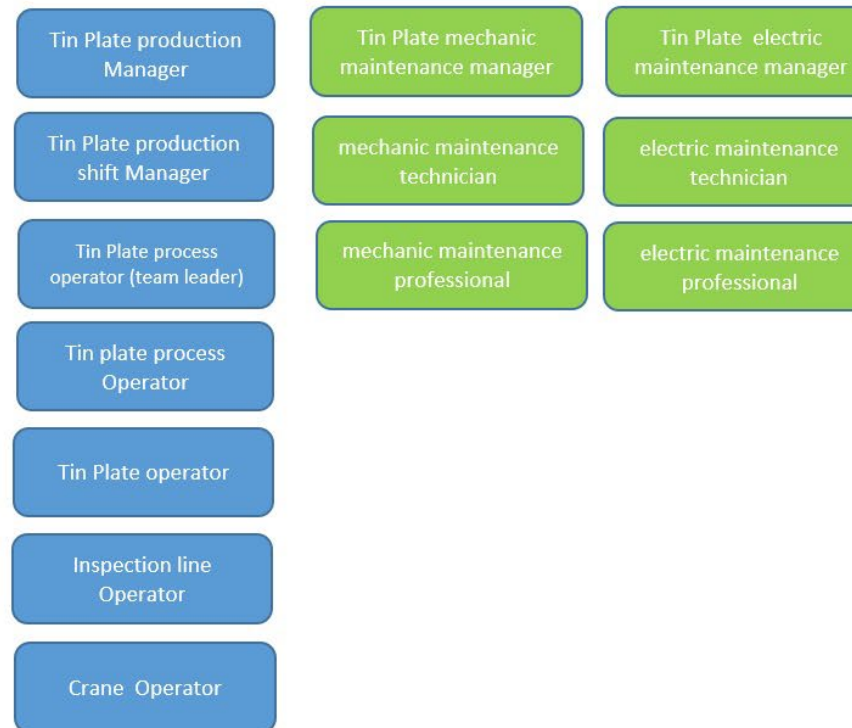 Tin Plate production
Manager
Tin Plate mechanic
maintenance manager
Tin Plate  electric
maintenance manager
Tin Plate production
shift Manager
mechanic maintenance
technician
electric maintenance
technician
Tin Plate process
operator (team leader)
mechanic maintenance
professional
electric maintenance
professional
Tin plate process
Operator
Tin Plate operator
Inspection line
Operator
Crane  Operator